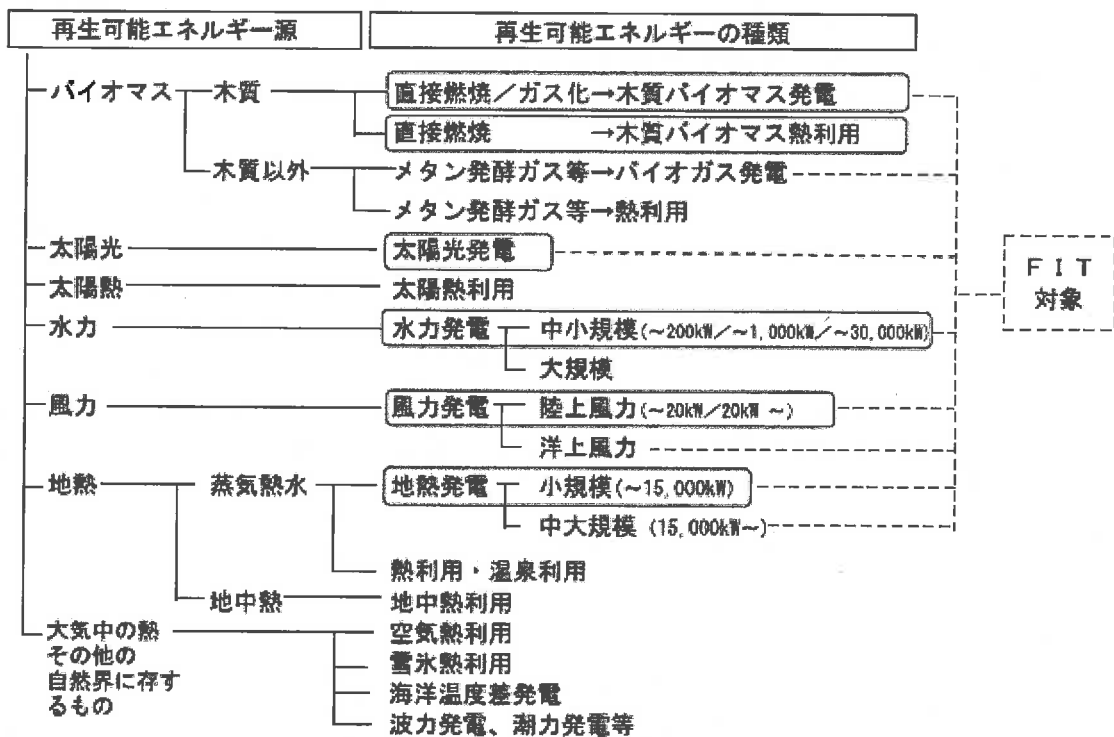 再生可能エネルギー源 再生可能エネルギーの種類
バイオマス 木質 直接燃焼／ガス化→木質バイオマス発電
直接燃焼 →木質バイオマス熱利用
木質以外 メタン発酵ガス等→バイオガス発電
メタン発酵ガス等→熱利用
太陽光 太陽光発電
太陽熱 太陽熱利用
水力 水力発電 中小規模(～200kW／～1,000kW／～30,000kW)
大規模
風力 風力発電 陸上風力(～20kW／20kW ～)
洋上風力
地熱 蒸気熱水 地熱発電 小規模(～15,000kW)
中大規模 (15,000kW～)
熱利用・温泉利用
地中熱 地中熱利用
大気中の熱 空気熱利用
その他の 雪氷熱利用
自然界に存す 海洋温度差発電
るもの 波力発電、潮力発電等
ＦＩＴ
対象